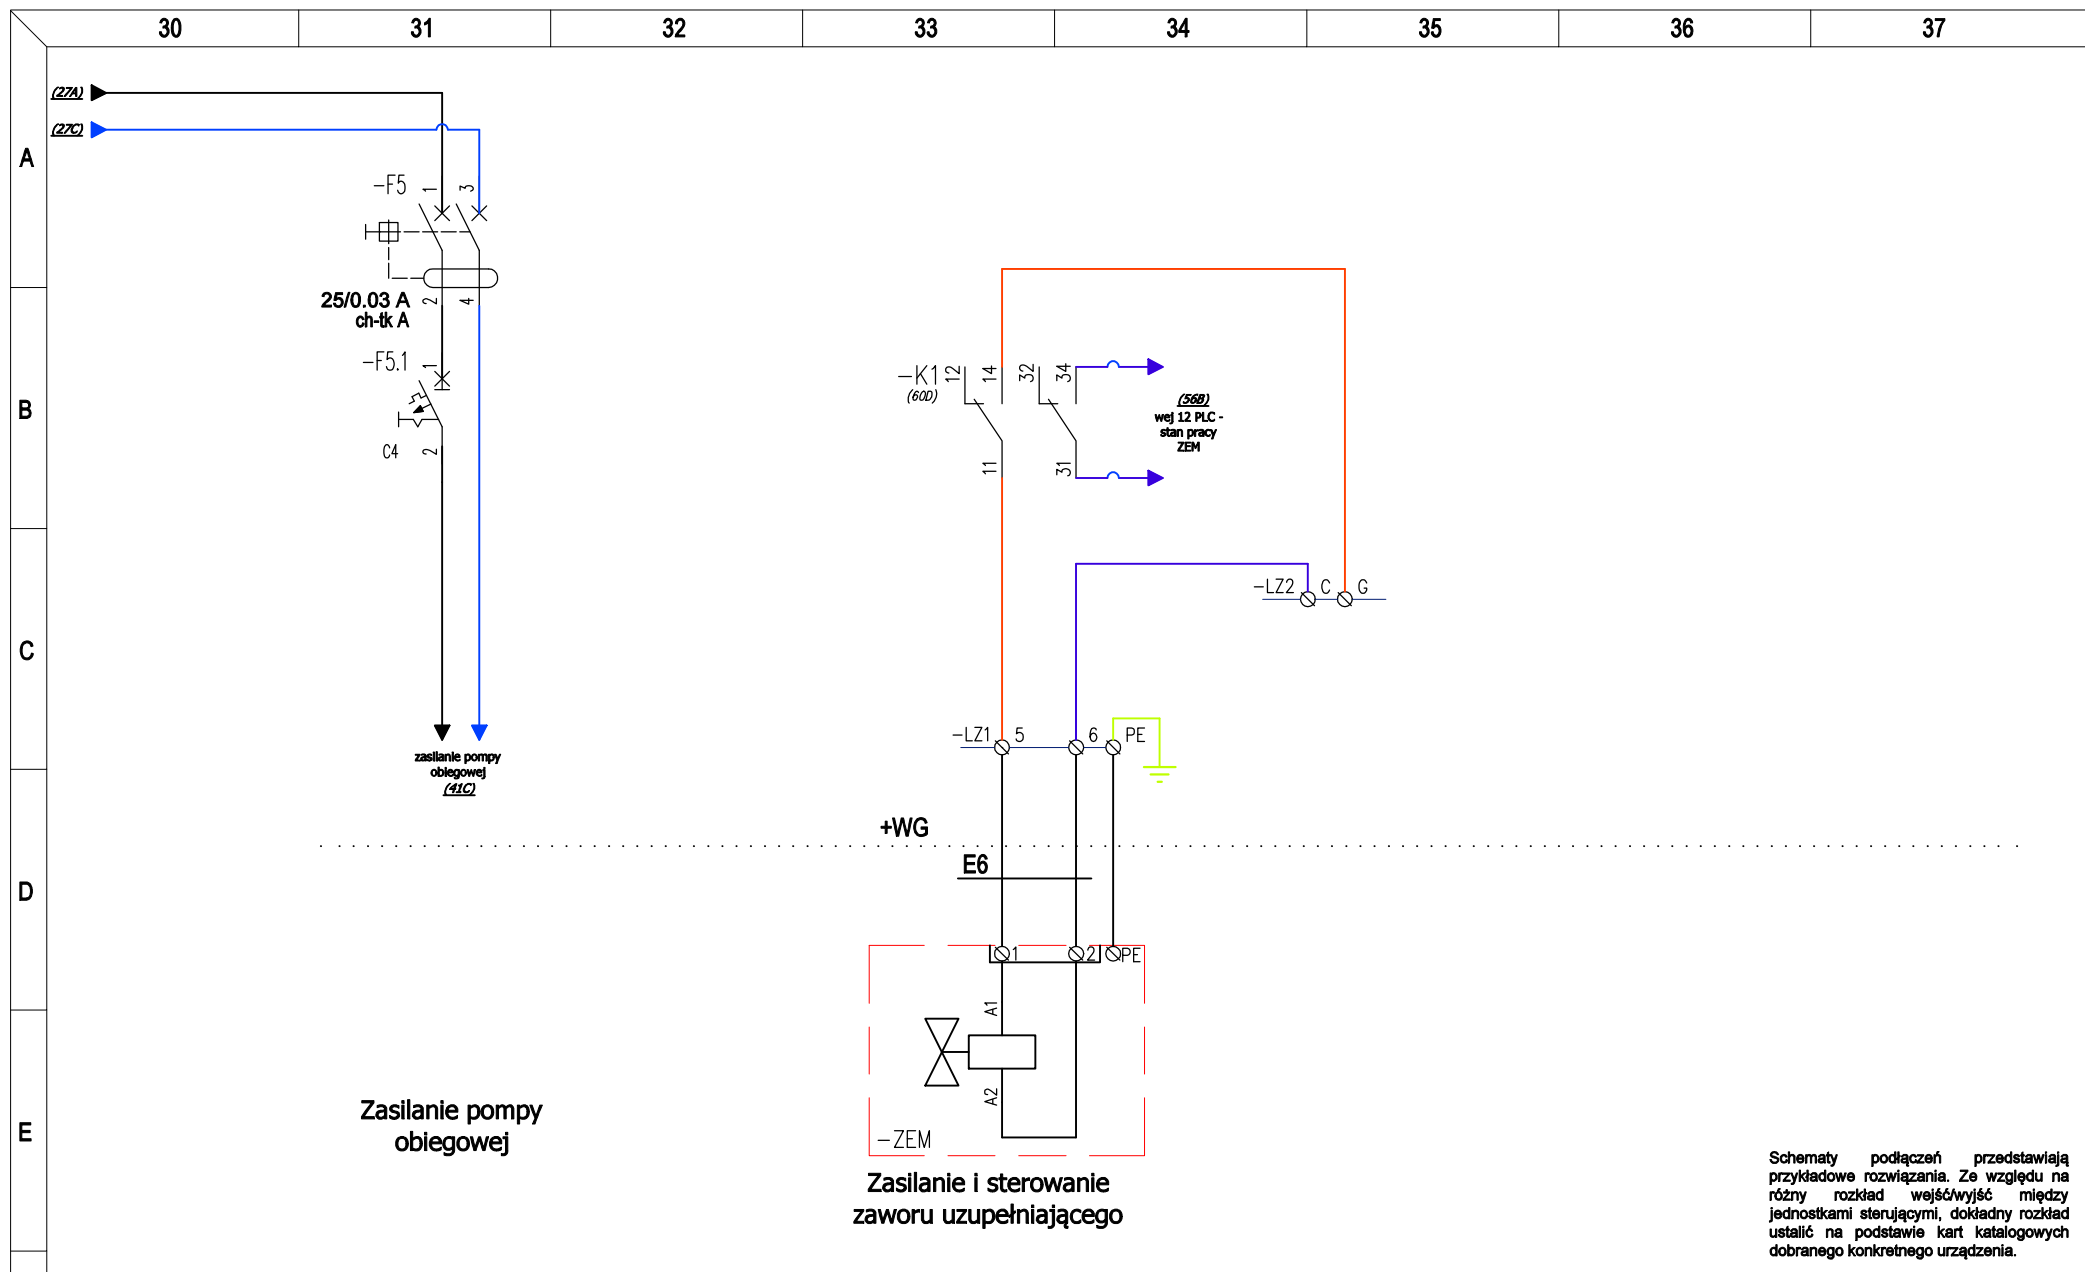 30 31 32 33 34 35 36 37
(27A)
(27C)
A
-F5 1 3
25/0.03 A 2 4
ch-tk A
-F5.1 1
C4 2
B
-K1 12 14 32 34
(60D)
11 31
(56B)
wej 12 PLC -
stan pracy
ZEM
-LZ2 C G
C
-LZ1 5 6 PE
zasilanie pompy
obiegowej
(41C)
+WG
E6
D
1 2 PE
A1
A2
-ZEM
E
Zasilanie pompy
obiegowej
Zasilanie i sterowanie
zaworu uzupełniającego
Schematy podłączeń przedstawiają
przykładowe rozwiązania. Ze względu na
różny rozkład wejść/wyjść między
jednostkami sterującymi, dokładny rozkład
ustalić na podstawie kart katalogowych
dobranego konkretnego urządzenia.